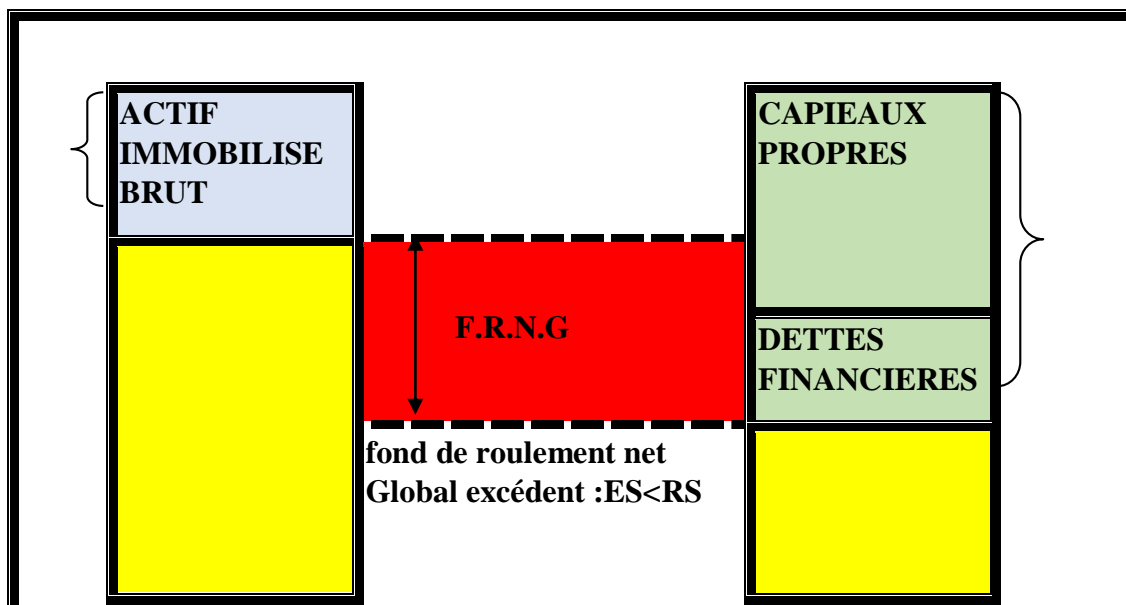 ACTIF
IMMOBILISE
BRUT
CAPIEAUX
PROPRES
F.R.N.G
DETTES
FINANCIERES
fond de roulement net
Global excédent :ES<RS